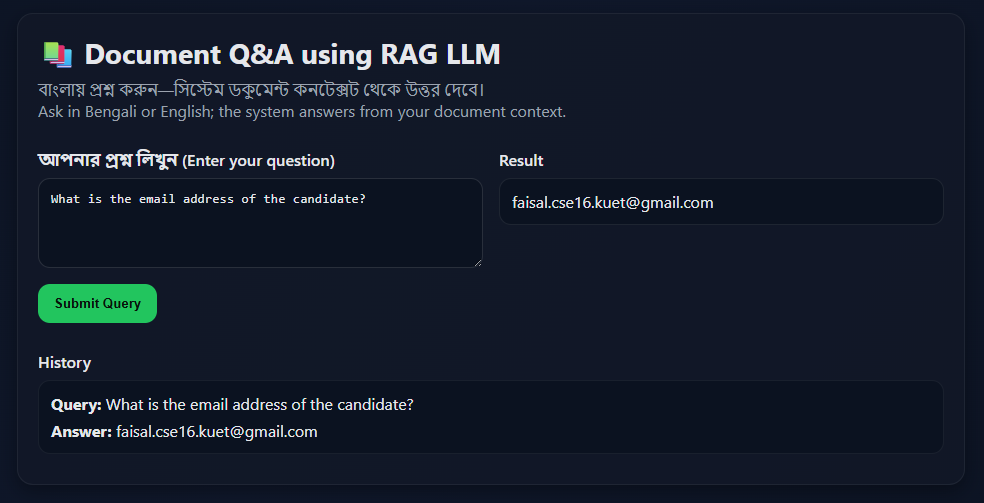 Document Q&A using RAG LLM
বাংলায় প্রশ্ন করুন—সিস্টেম ডকুমেন্ট কনটেক্সট থেকে উত্তর দেবে।
Ask in Bengali or English; the system answers from your document context.
আপনার প্রশ্ন লিখুন (Enter your question)
What is the email address of the candidate?
Submit Query
Result
faisal.cse16.kuet@gmail.com
History
Query: What is the email address of the candidate?
Answer: faisal.cse16.kuet@gmail.com